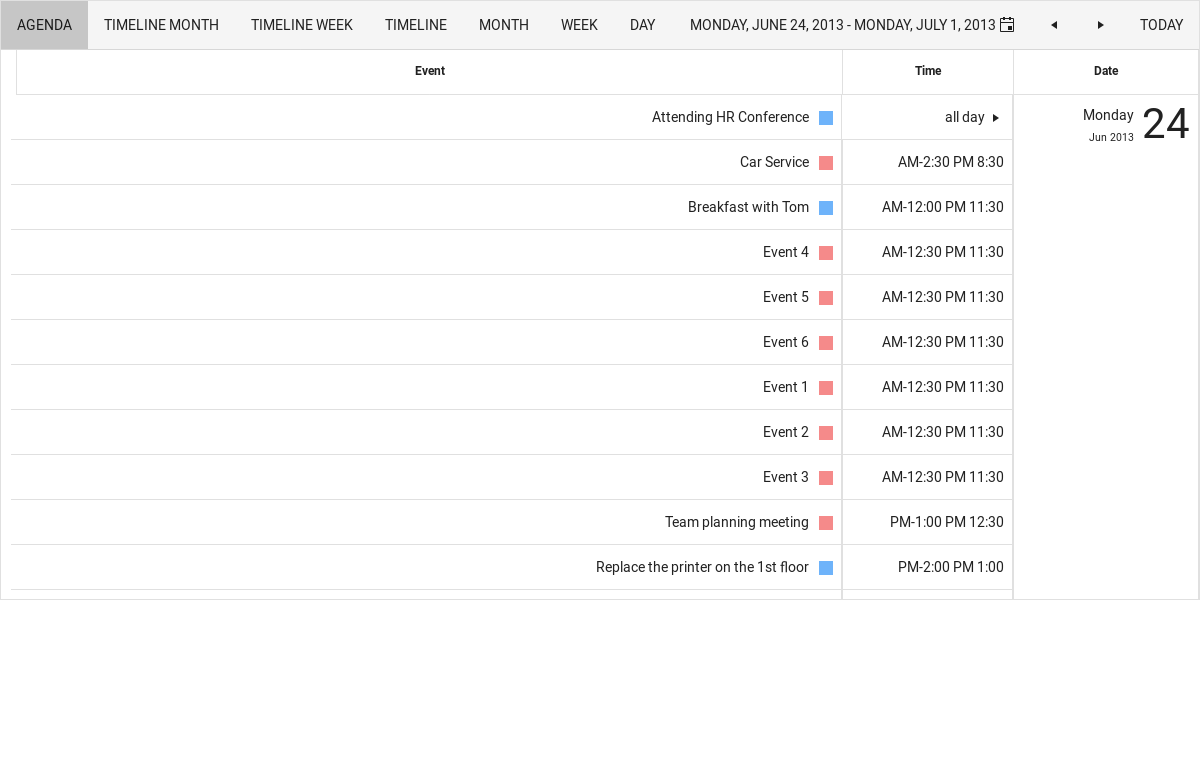 AGENDA TIMELINE MONTH TIMELINE WEEK TIMELINE MONTH WEEK DAY MONDAY, JUNE 24, 2013 - MONDAY, JULY 1, 2013 TODAY
Event Time Date
Attending HR Conference all day Monday 24
Jun 2013
Car Service AM-2:30 PM 8:30
Breakfast with Tom AM-12:00 PM 11:30
Event 4 AM-12:30 PM 11:30
Event 5 AM-12:30 PM 11:30
Event 6 AM-12:30 PM 11:30
Event 1 AM-12:30 PM 11:30
Event 2 AM-12:30 PM 11:30
Event 3 AM-12:30 PM 11:30
Team planning meeting PM-1:00 PM 12:30
Replace the printer on the 1st floor PM-2:00 PM 1:00